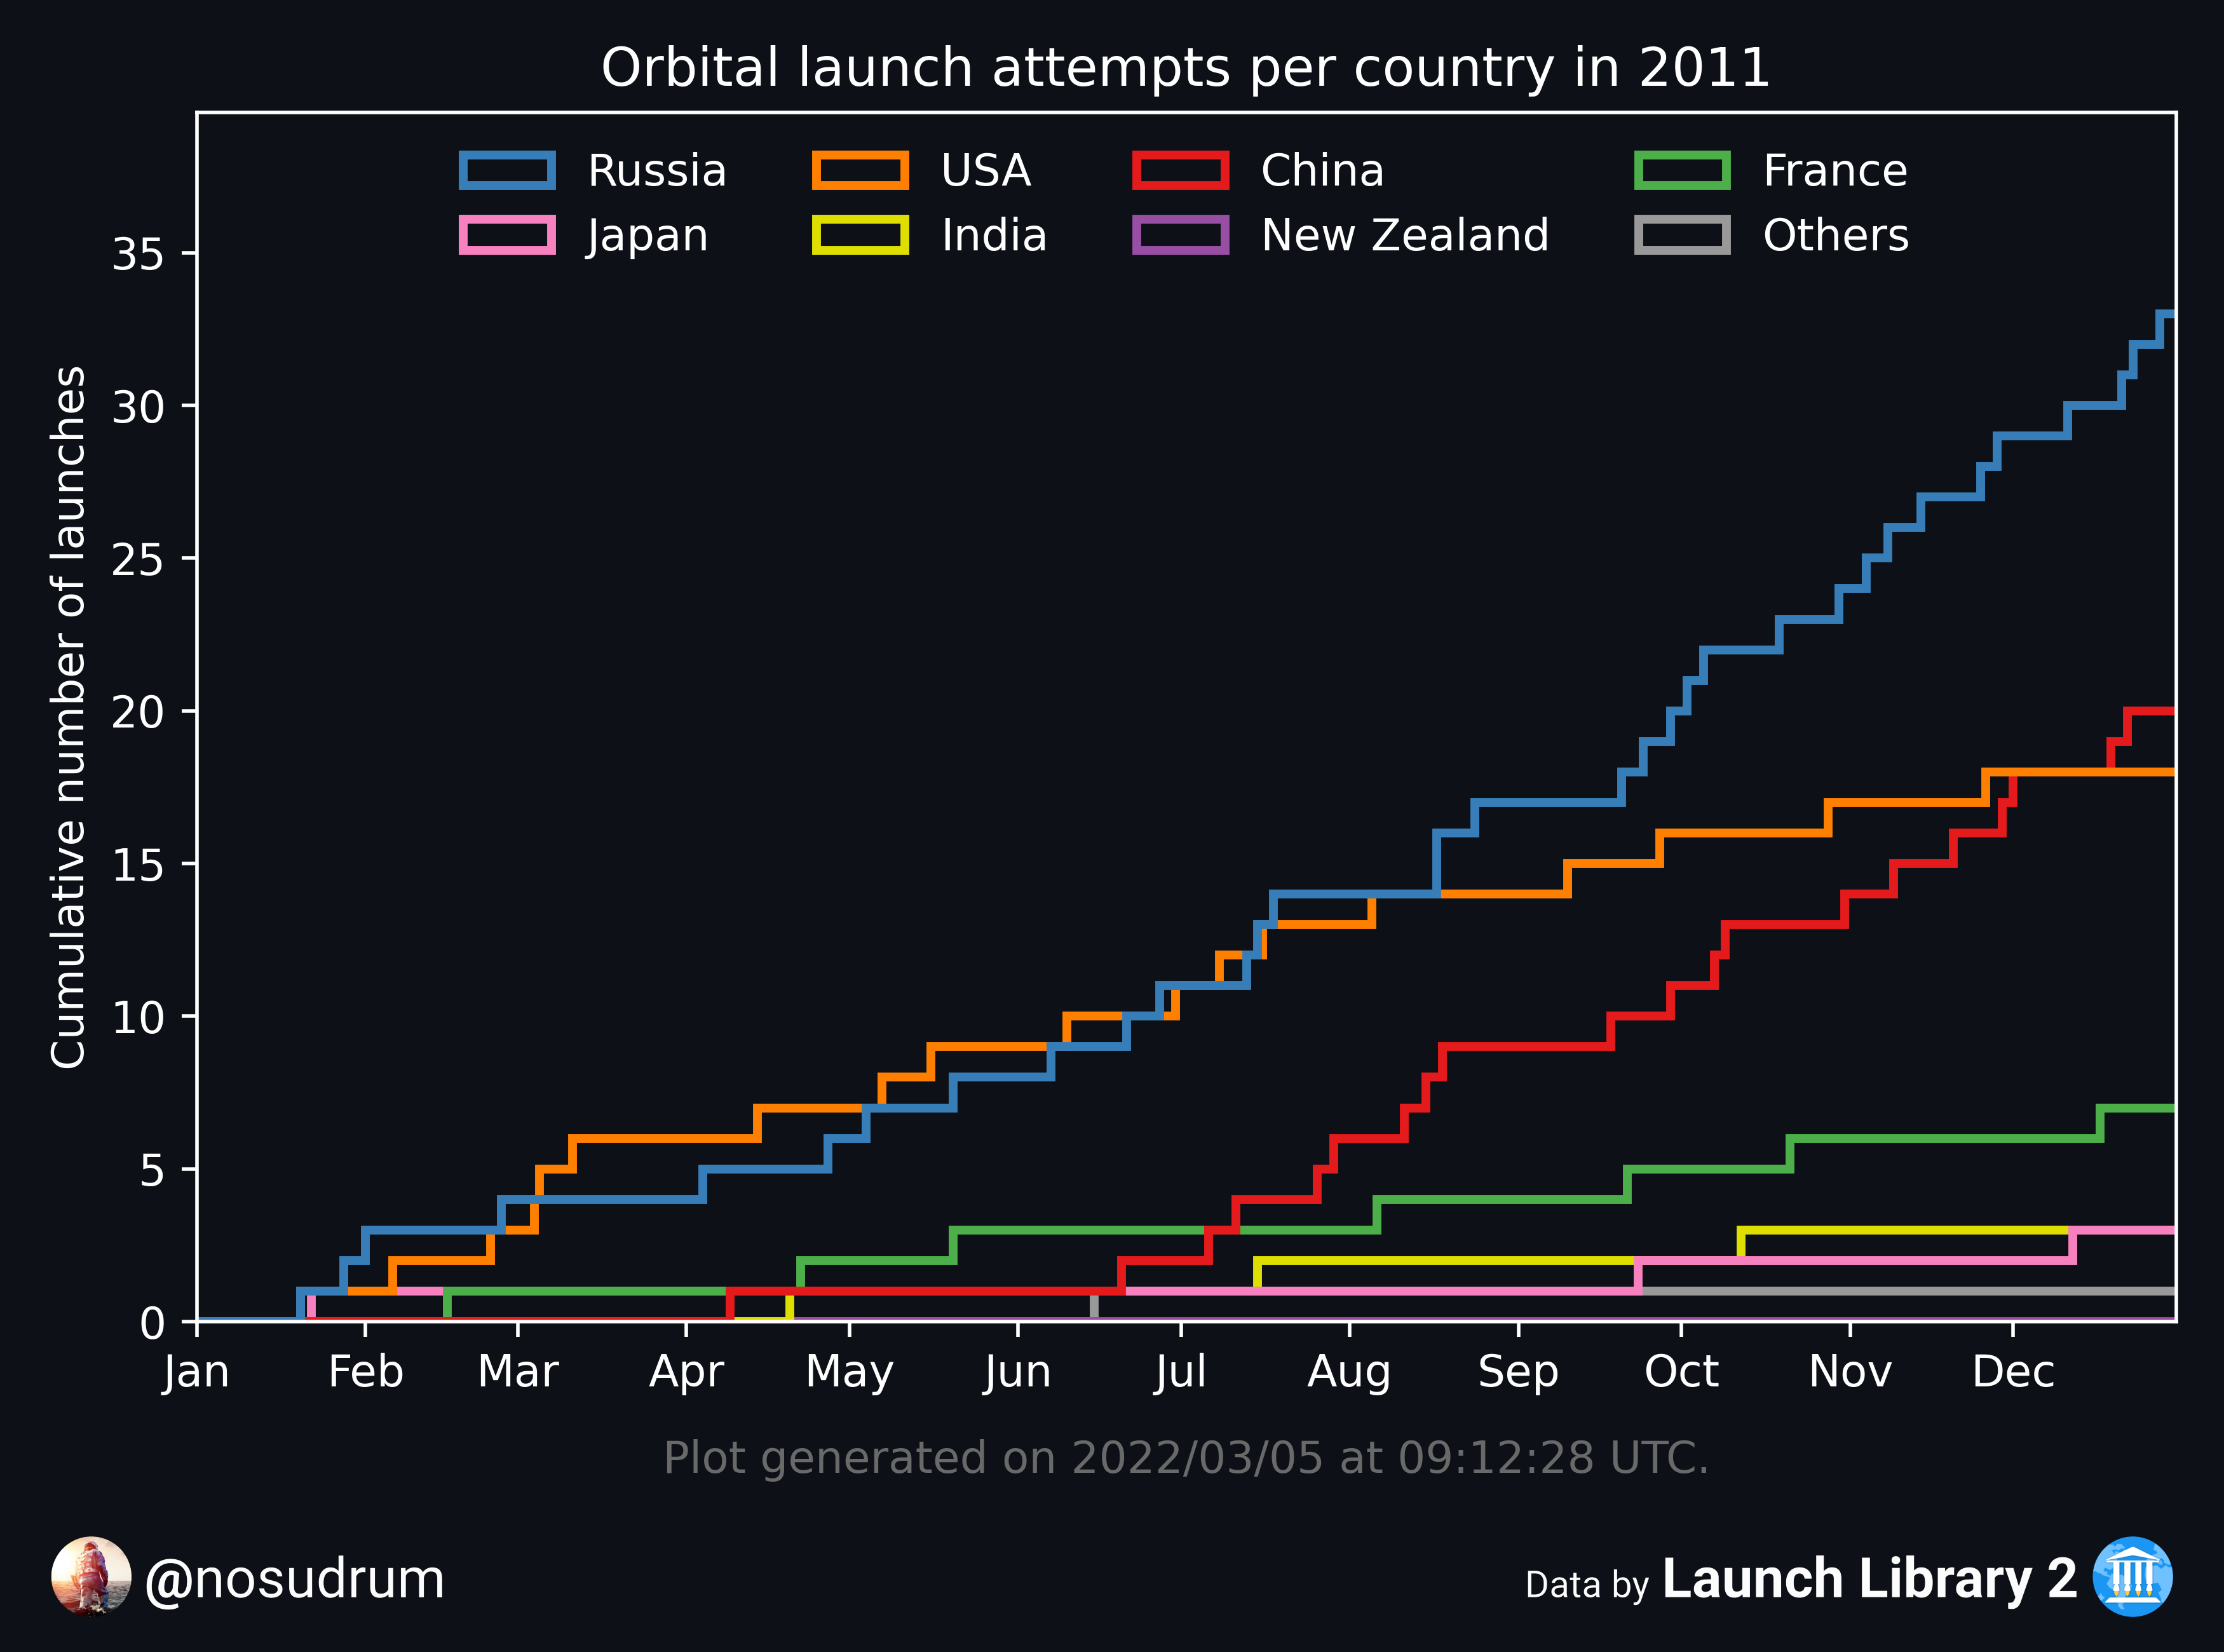 Orbital launch attempts per country in 2011
Russia USA China France
Japan India New Zealand Others
Cumulative number of launches
35
30
25
20
15
10
5
0
Jan Feb Mar Apr May Jun Jul Aug Sep Oct Nov Dec
Plot generated on 2022/03/05 at 09:12:28 UTC.
@nosudrum
Data by Launch Library 2